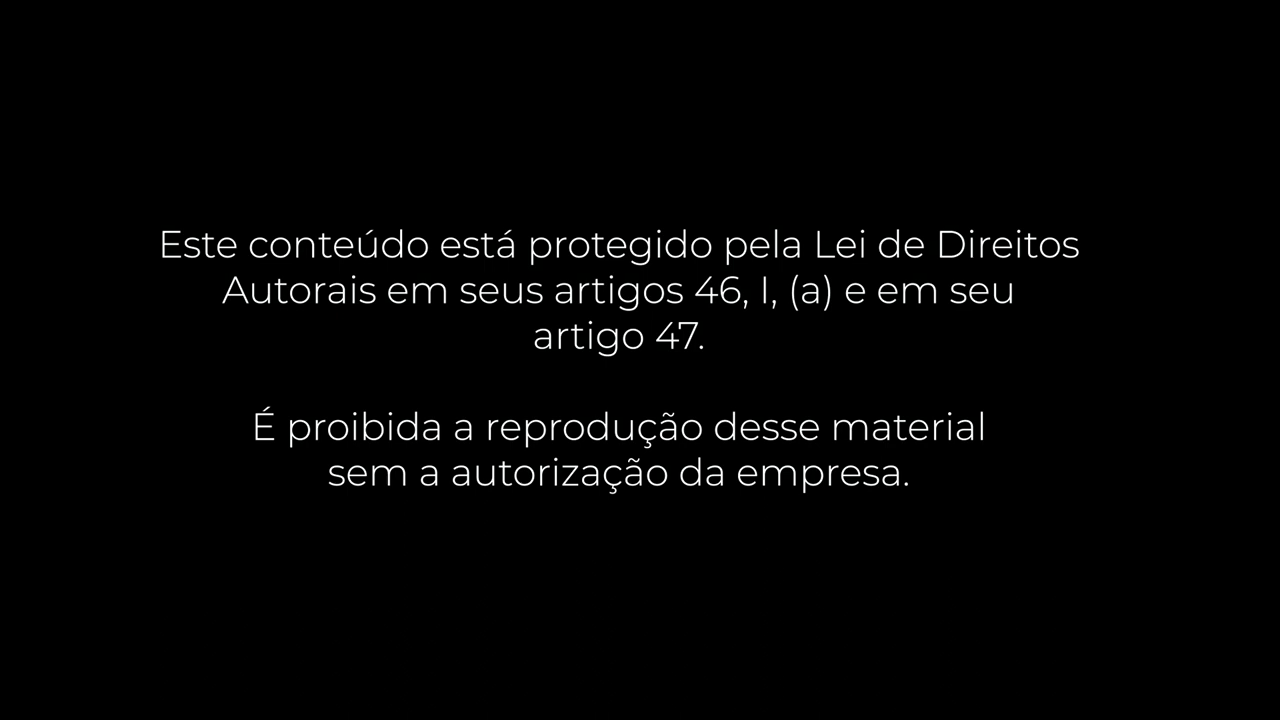 Este conteúdo está protegido pela Lei de Direitos
Autorais em seus artigos 46, I, (a) e em seu
artigo 47.
É proibida a reprodução desse material
sem a autorização da empresa.